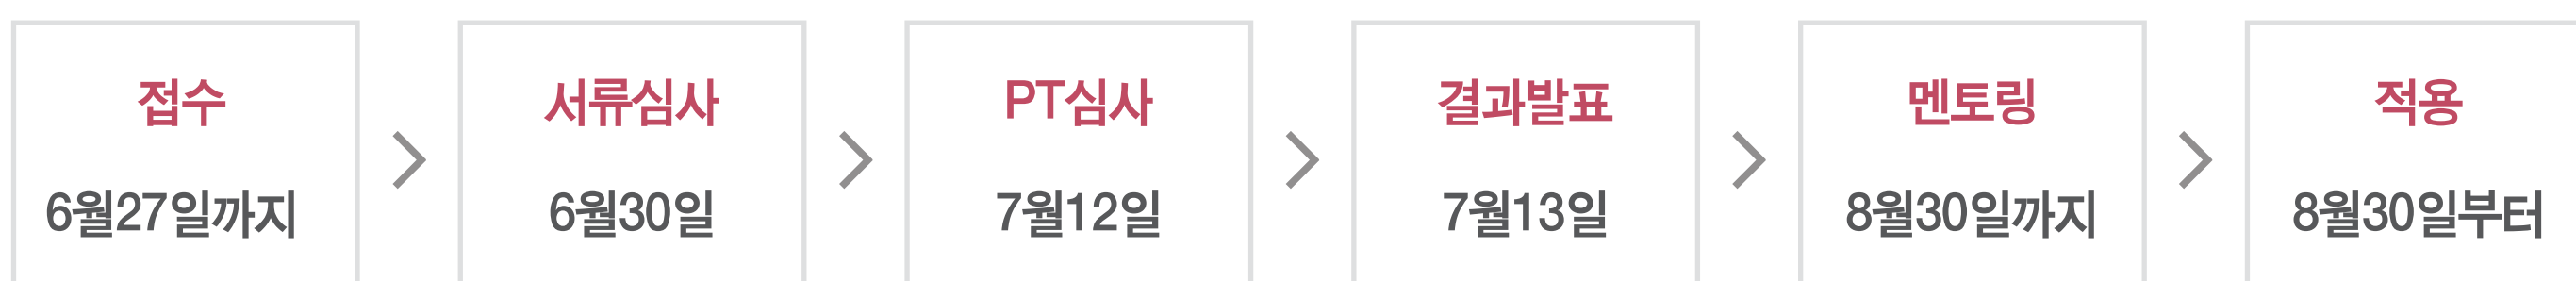 접수
6월27일까지
서류심사
6월30일
PT심사
7월12일
결과발표
7월13일
멘토링
8월30일까지
적용
8월30일부터